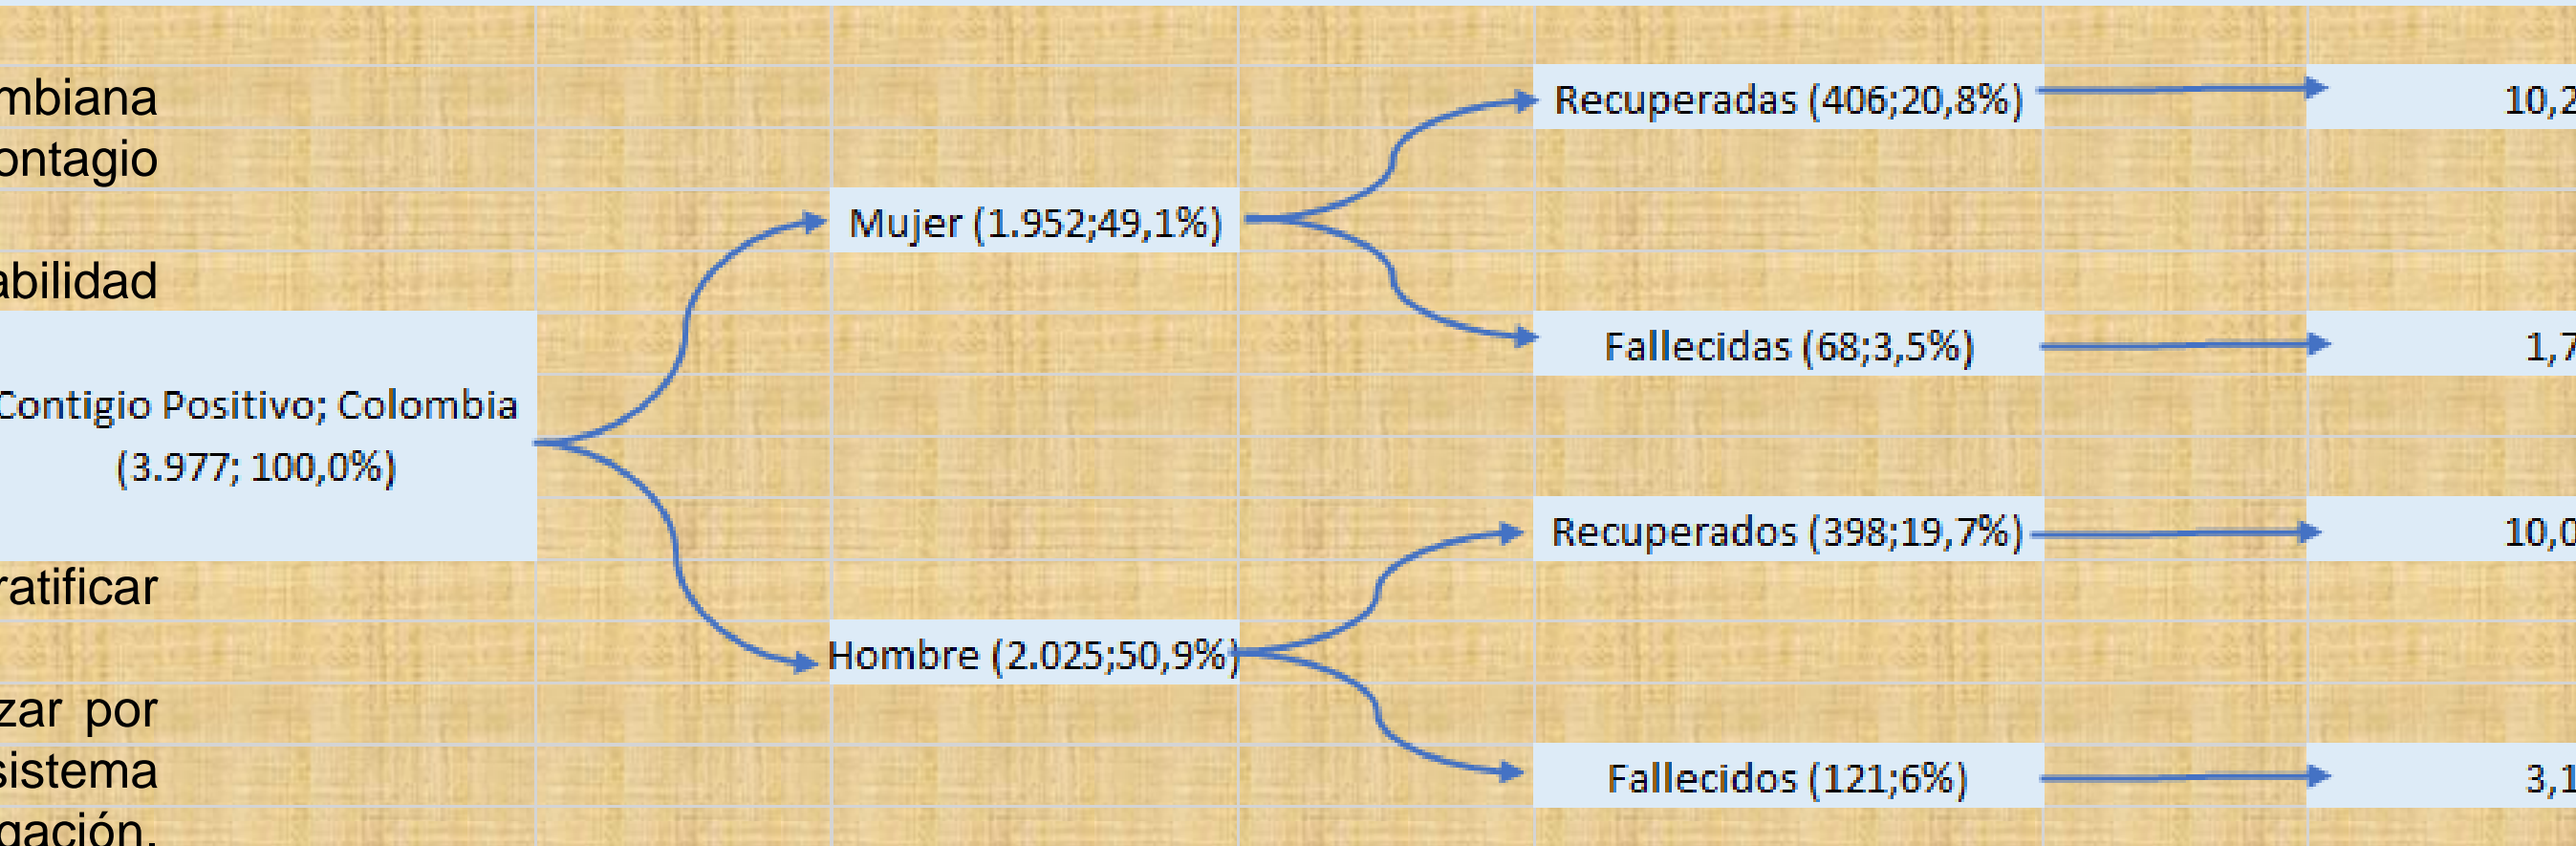 mbiana
ontagio
abilidad
Contigio Positivo; Colombia
(3.977; 100,0%)
ratificar
zar por
sistema
gación.
Mujer (1.952;49,1%)
Hombre (2.025;50,9%)
Recuperadas (406;20,8%)
Fallecidas (68;3,5%)
Recuperados (398;19,7%)
Fallecidos (121;6%)
10,2
1,7
10,0
3,1